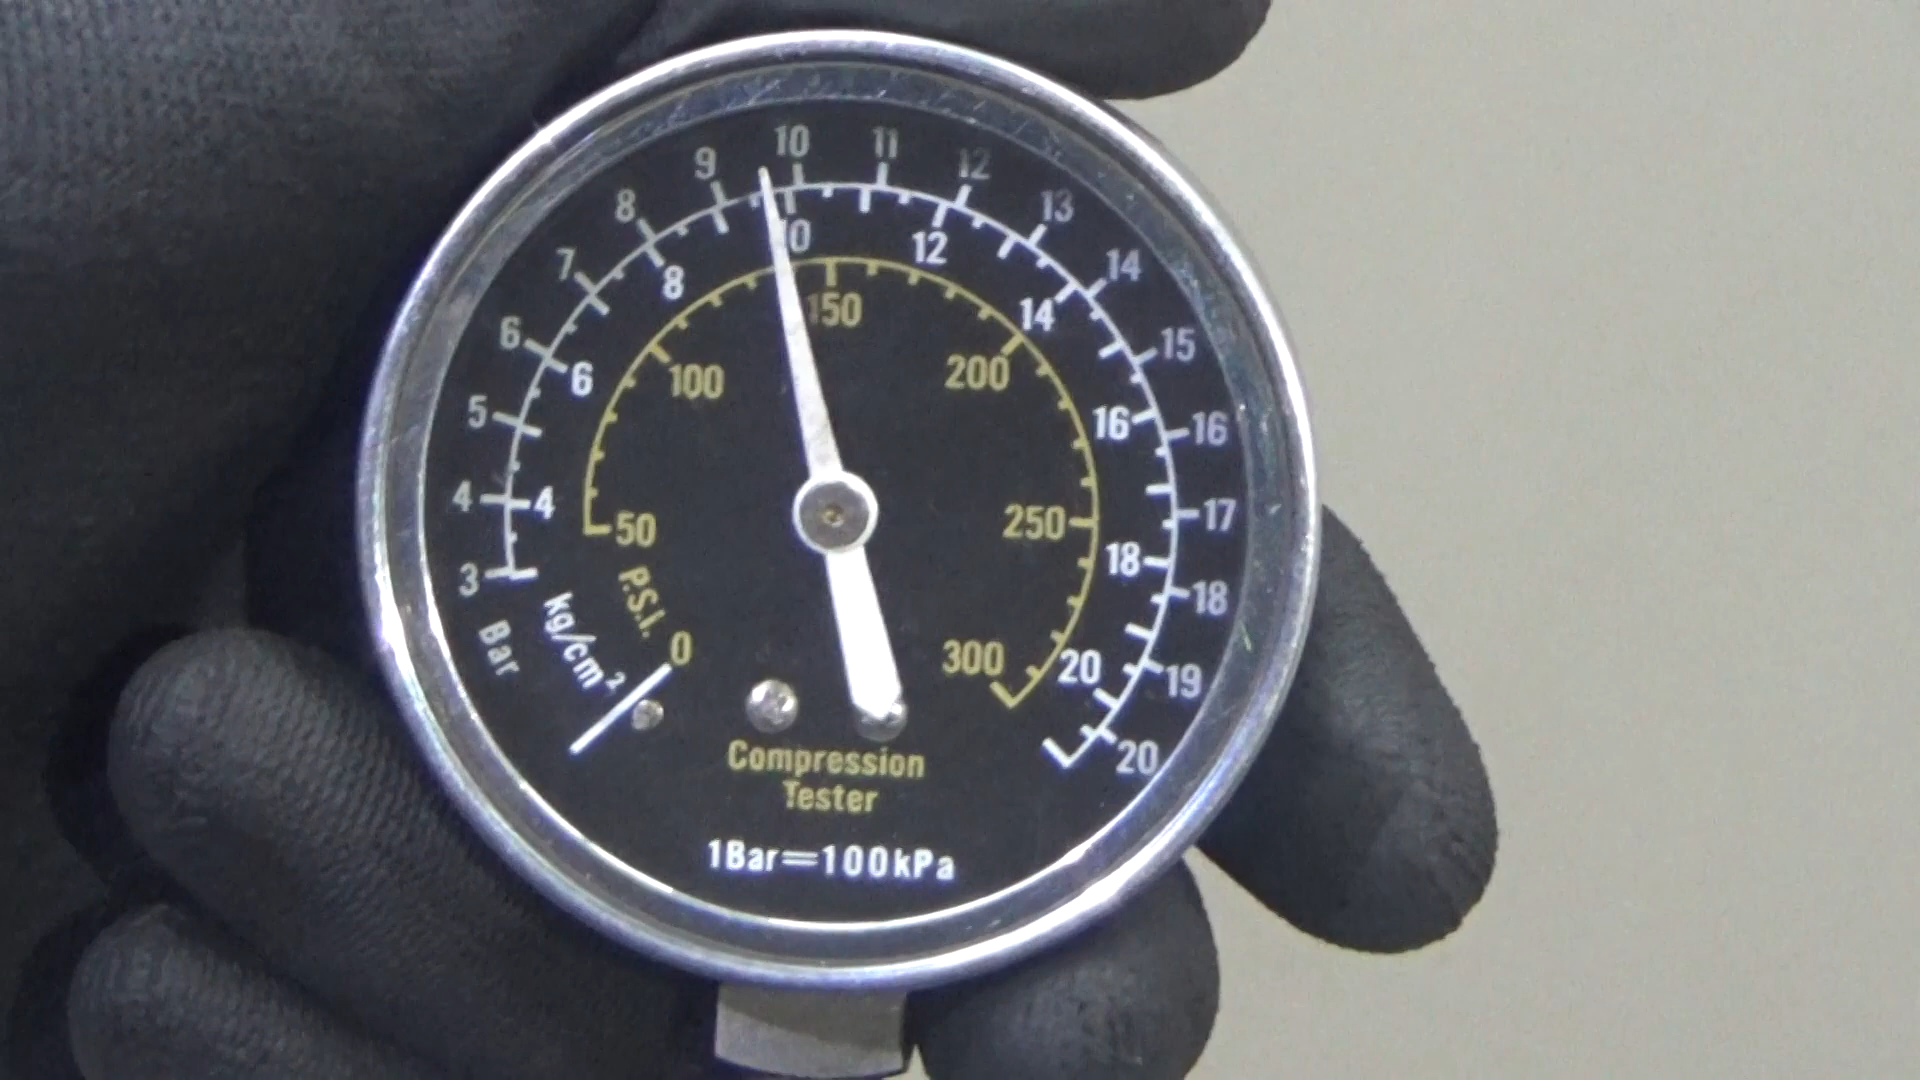 3 4 5 6 7 8 9 10 11 12 13 14 15 16 17 18 19 20
Bar
4 6 8 10 12 14 16 18 20
kg/cm²
0 50 100 150 200 250 300
P.S.I.
Compression
Tester
1Bar=100kPa